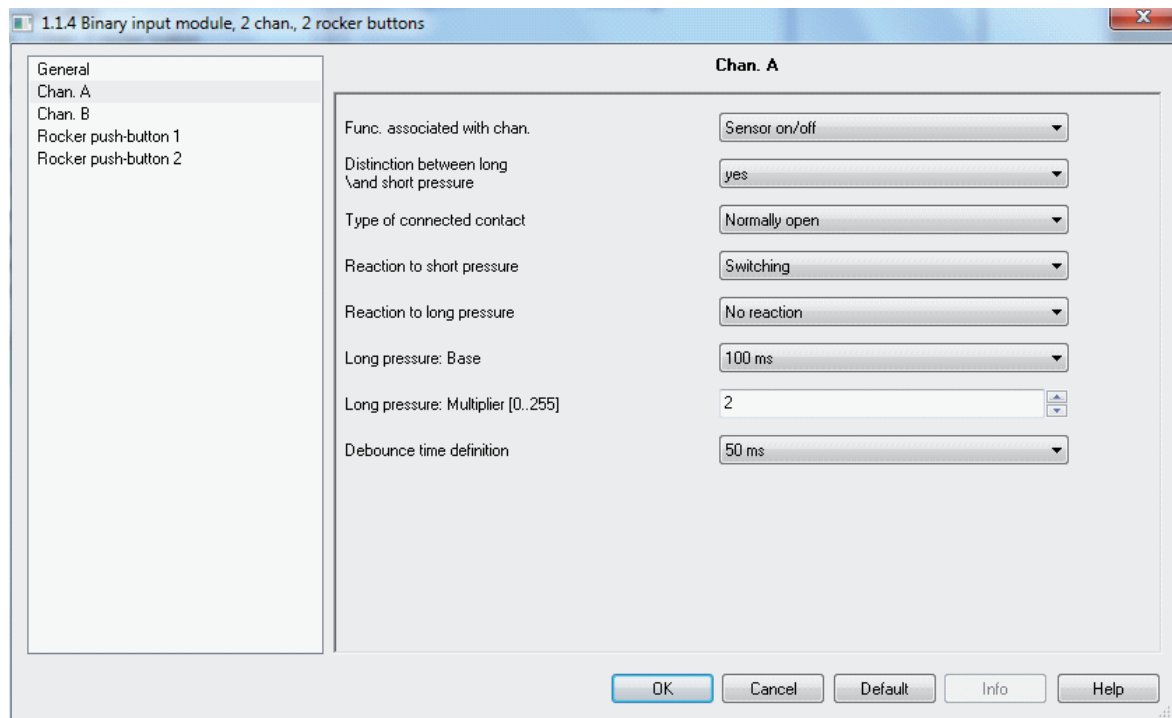 1.1.4 Binary input module, 2 chan., 2 rocker buttons
General
Chan. A
Chan. B
Rocker push-button 1
Rocker push-button 2
Chan. A
Func. associated with chan.
Sensor on/off
Distinction between long
\and short pressure
yes
Type of connected contact
Normally open
Reaction to short pressure
Switching
Reaction to long pressure
No reaction
Long pressure: Base
100 ms
Long pressure: Multiplier [0..255]
2
Debounce time definition
50 ms
OK
Cancel
Default
Info
Help